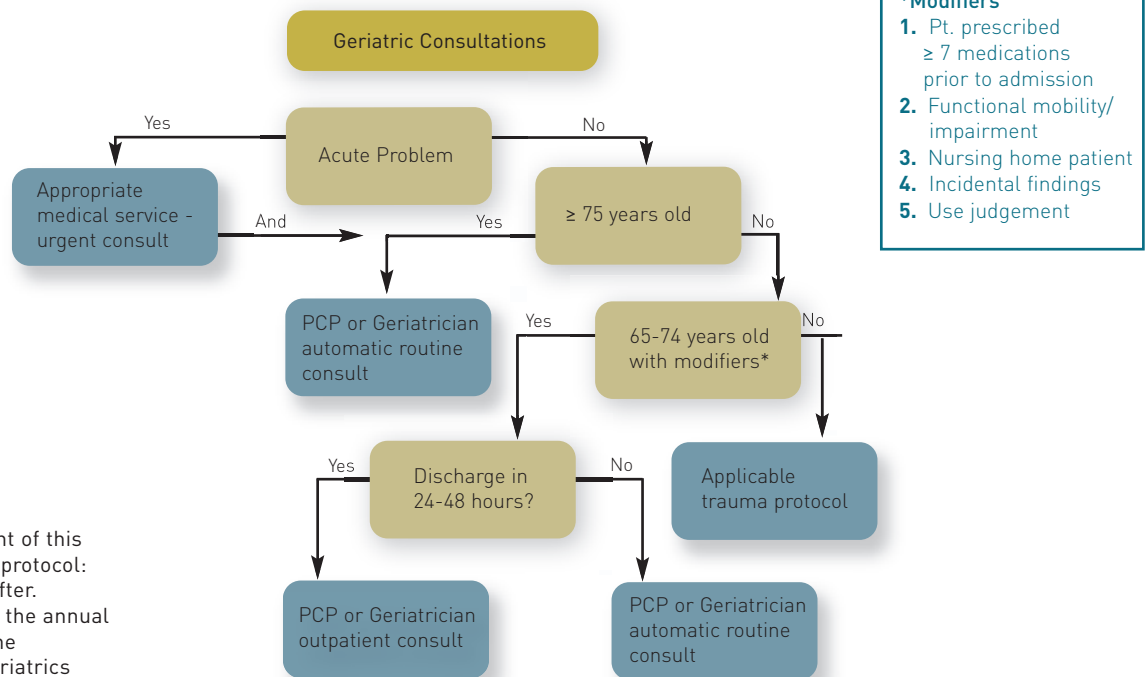 Geriatric Consultations
*Modifiers
1. Pt. prescribed
≥ 7 medications
prior to admission
2. Functional mobility/
impairment
3. Nursing home patient
4. Incidental findings
5. Use judgement
Yes
Acute Problem
No
Appropriate
medical service -
urgent consult
And
Yes
≥ 75 years old
No
PCP or Geriatrician
automatic routine
consult
Yes
65-74 years old
with modifiers*
No
Yes
Discharge in
24-48 hours?
No
Applicable
trauma protocol
PCP or Geriatrician
outpatient consult
PCP or Geriatrician
automatic routine
consult
nt of this
protocol:
fter.
the annual
ne
riatrics